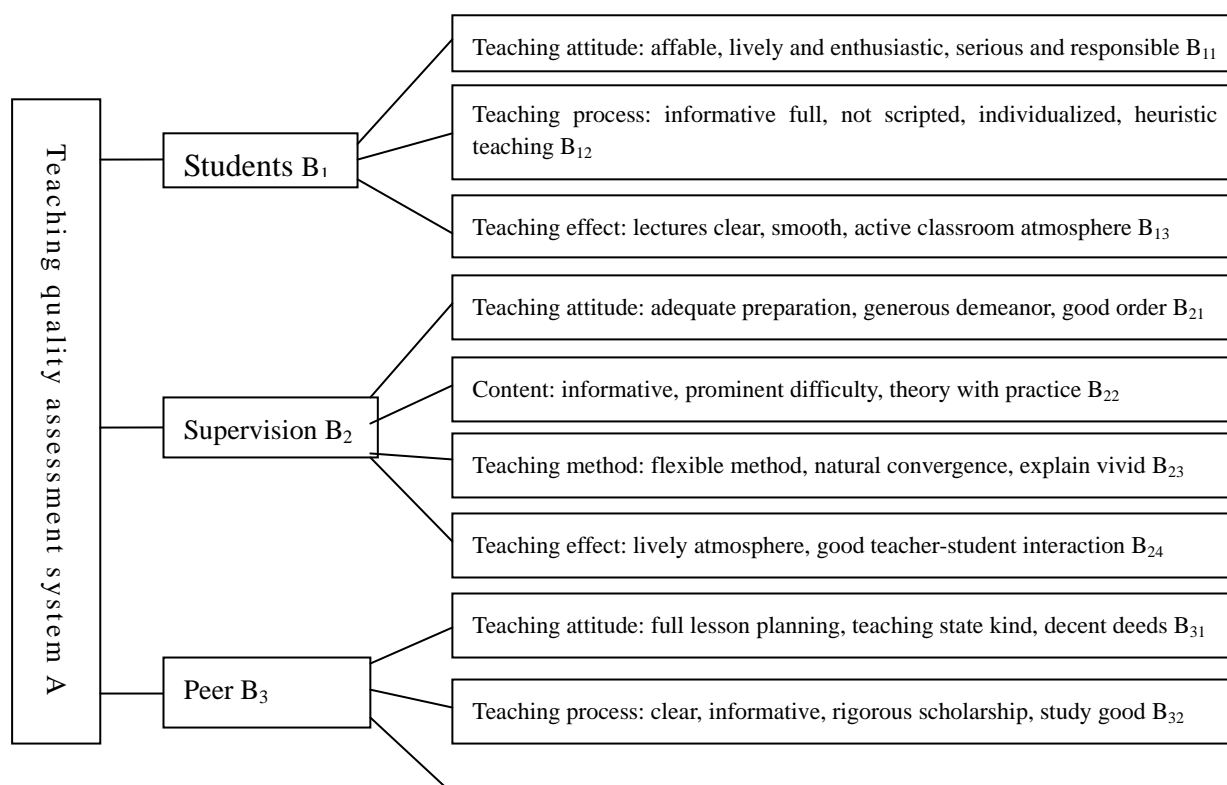 Teaching quality assessment system A
Students B₁
Teaching attitude: affable, lively and enthusiastic, serious and responsible B₁₁
Teaching process: informative full, not scripted, individualized, heuristic
teaching B₁₂
Teaching effect: lectures clear, smooth, active classroom atmosphere B₁₃
Supervision B₂
Teaching attitude: adequate preparation, generous demeanor, good order B₂₁
Content: informative, prominent difficulty, theory with practice B₂₂
Teaching method: flexible method, natural convergence, explain vivid B₂₃
Teaching effect: lively atmosphere, good teacher-student interaction B₂₄
Peer B₃
Teaching attitude: full lesson planning, teaching state kind, decent deeds B₃₁
Teaching process: clear, informative, rigorous scholarship, study good B₃₂